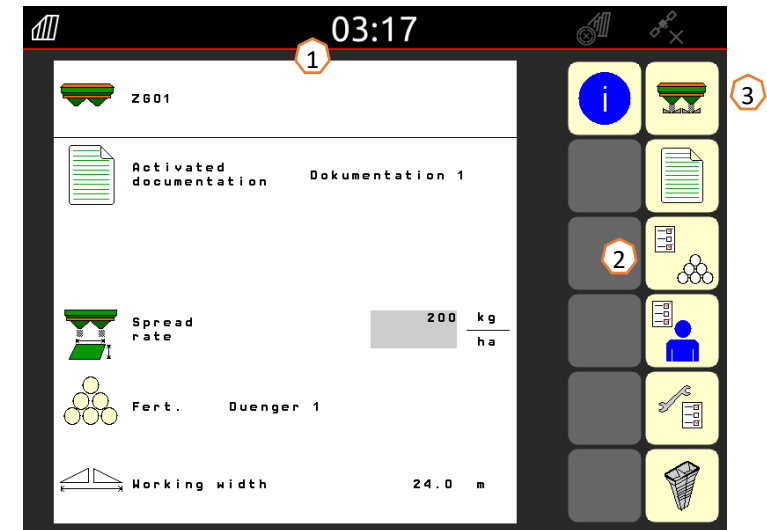 03:17
1
ZG01
i
3
Activated
documentation Dokumentation 1
2
Spread
rate 200 kg
ha
Fert. Duenger 1
Working width 24.0 m